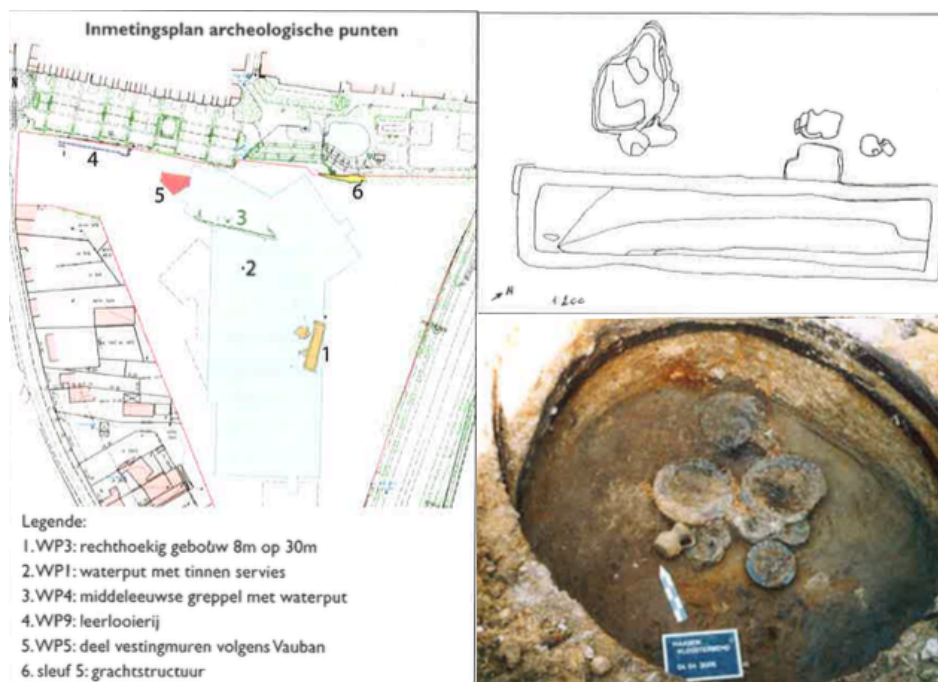 Inmetingsplan archeologische punten
4
5
6
3
2
1
Legende:
1. WP3: rechthoekig gebouw 8m op 30m
2. WP1: waterput met tinnen servies
3. WP4: middeleeuwse greppel met waterput
4. WP9: leerlooierij
5. WP5: deel vestingmuren volgens Vauban
6. sleuf 5: grachtstructuur
N
MAASEIK
KLOOSTERBEMD